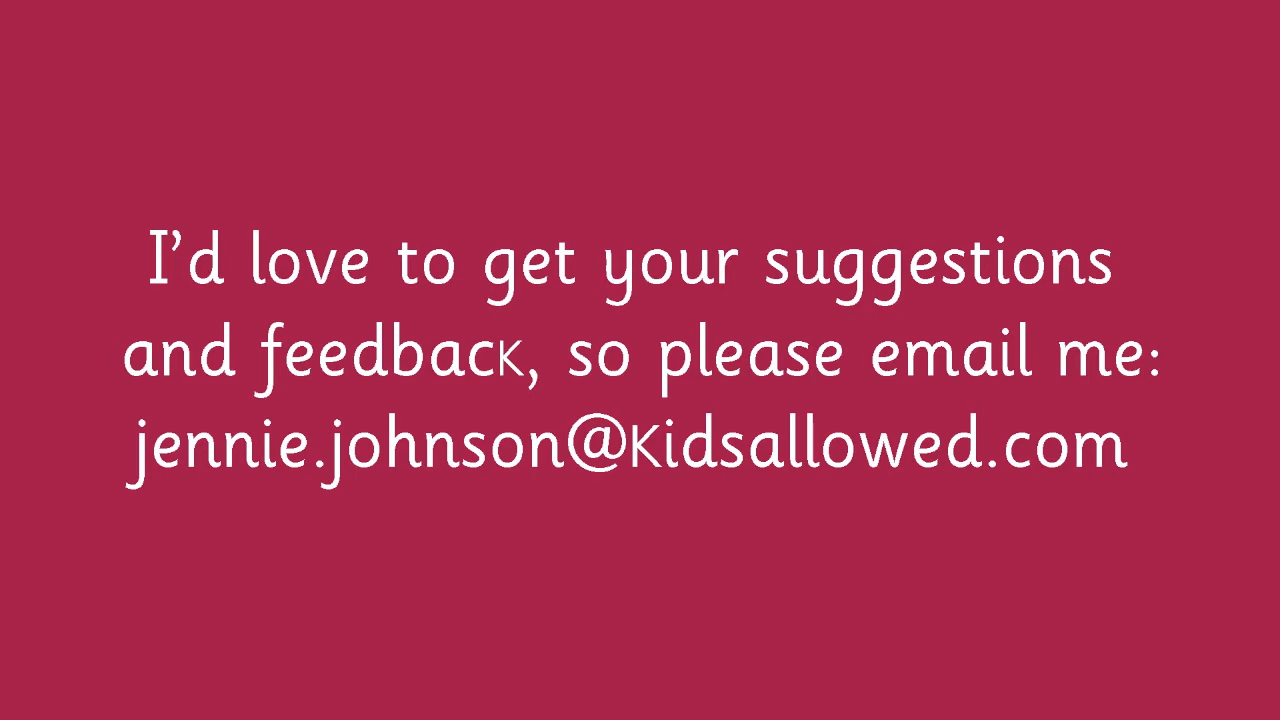 I’d love to get your suggestions
and feedback, so please email me:
jennie.johnson@kidsallowed.com